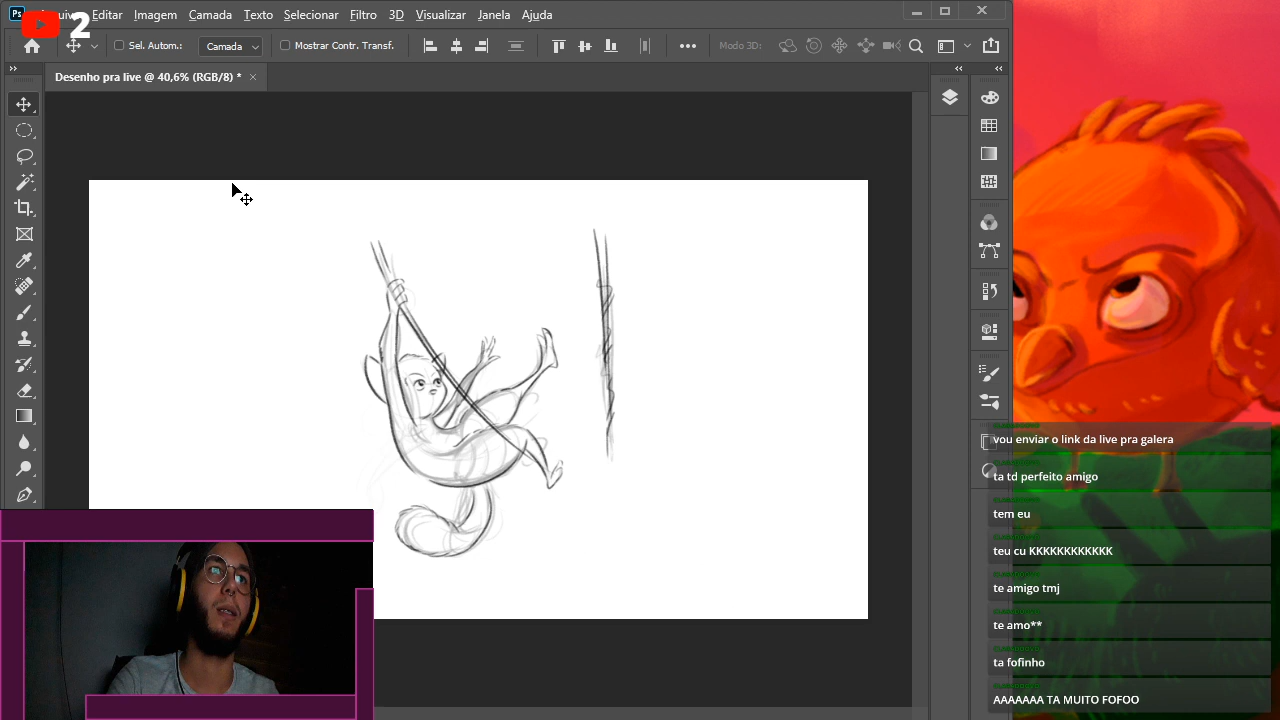 Ps Editar Imagem Camada Texto Selecionar Filtro 3D Visualizar Janela Ajuda
2
Sel. Autom.: Camada Mostrar Contr. Transf. Modo 3D:
Desenho pra live @ 40,6% (RGB/8) *
vou enviar o link da live pra galera
ta td perfeito amigo
tem eu
teu cu KKKKKKKKKKKK
te amigo tmj
te amo**
ta fofinho
AAAAAAA TA MUITO FOFOO